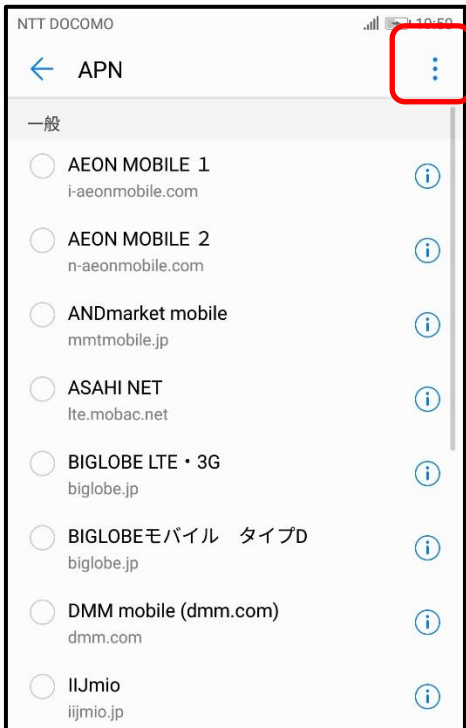 NTT DOCOMO 19:50
APN
一般
AEON MOBILE １
i-aeonmobile.com
AEON MOBILE ２
n-aeonmobile.com
ANDmarket mobile
mmtmobile.jp
ASAHI NET
lte.mobac.net
BIGLOBE LTE・3G
biglobe.jp
BIGLOBEモバイル　タイプD
biglobe.jp
DMM mobile (dmm.com)
dmm.com
IIJmio
iijmio.jp